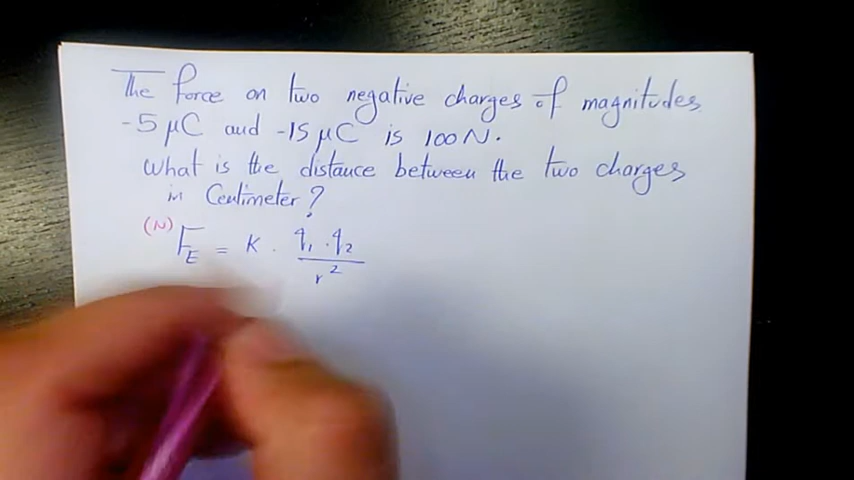 The force on two negative charges of magnitudes
-5 μC and -15 μC is 100N.
What is the distance between the two charges
in Centimeter?
(N) F_E = K · (q₁ · q₂) / r²